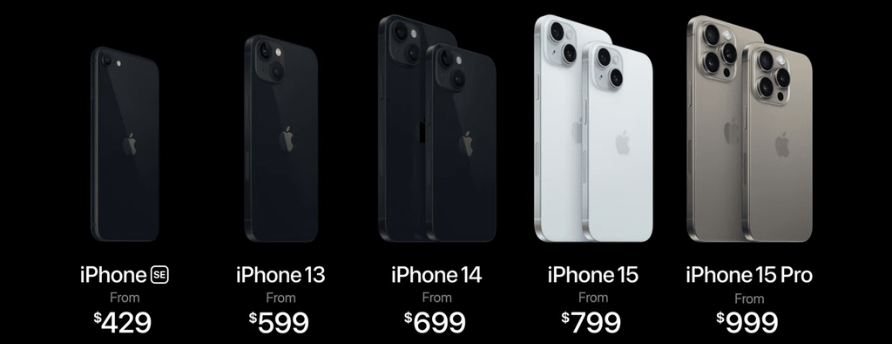 iPhone SE
From
$429
iPhone 13
From
$599
iPhone 14
From
$699
iPhone 15
From
$799
iPhone 15 Pro
From
$999